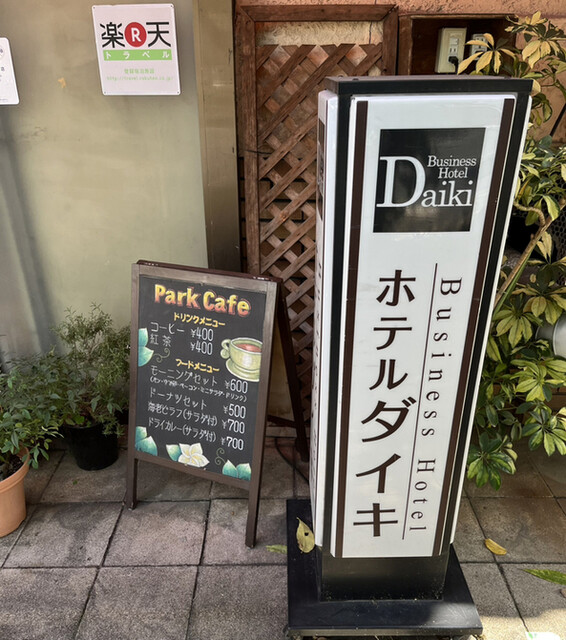 楽R天
トラベル
Park Cafe
ドリンクメニュー
コーヒー ¥400
紅茶 ¥400
フードメニュー
モーニングセット ¥600
ドーナツセット ¥500
海老ピラフ(サラダ付) ¥700
ドライカレー(サラダ付) ¥700
Business
Hotel
Daiki
ホテルダイキ
Business Hotel